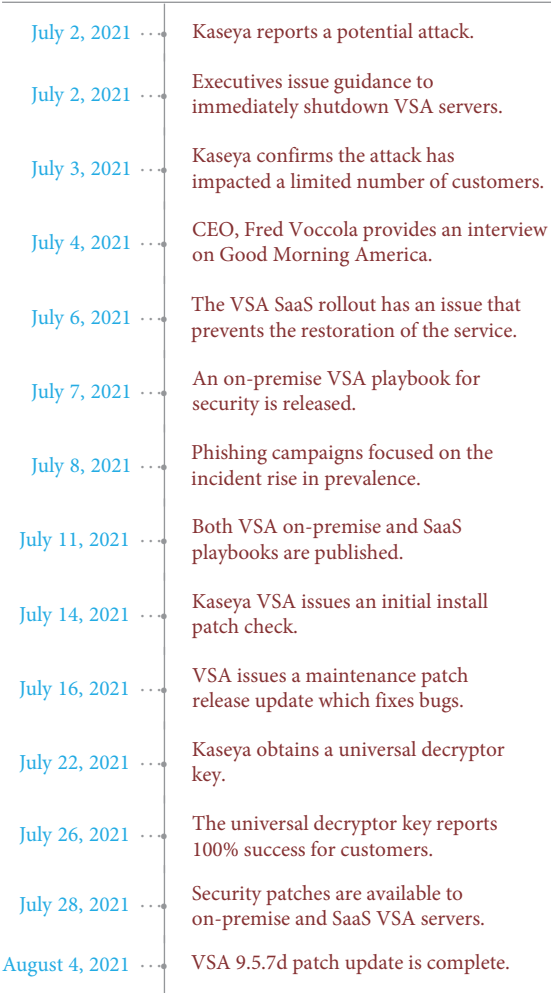 July 2, 2021
Kaseya reports a potential attack.
July 2, 2021
Executives issue guidance to
immediately shutdown VSA servers.
July 3, 2021
Kaseya confirms the attack has
impacted a limited number of customers.
July 4, 2021
CEO, Fred Voccola provides an interview
on Good Morning America.
July 6, 2021
The VSA SaaS rollout has an issue that
prevents the restoration of the service.
July 7, 2021
An on-premise VSA playbook for
security is released.
July 8, 2021
Phishing campaigns focused on the
incident rise in prevalence.
July 11, 2021
Both VSA on-premise and SaaS
playbooks are published.
July 14, 2021
Kaseya VSA issues an initial install
patch check.
July 16, 2021
VSA issues a maintenance patch
release update which fixes bugs.
July 22, 2021
Kaseya obtains a universal decryptor
key.
July 26, 2021
The universal decryptor key reports
100% success for customers.
July 28, 2021
Security patches are available to
on-premise and SaaS VSA servers.
August 4, 2021
VSA 9.5.7d patch update is complete.